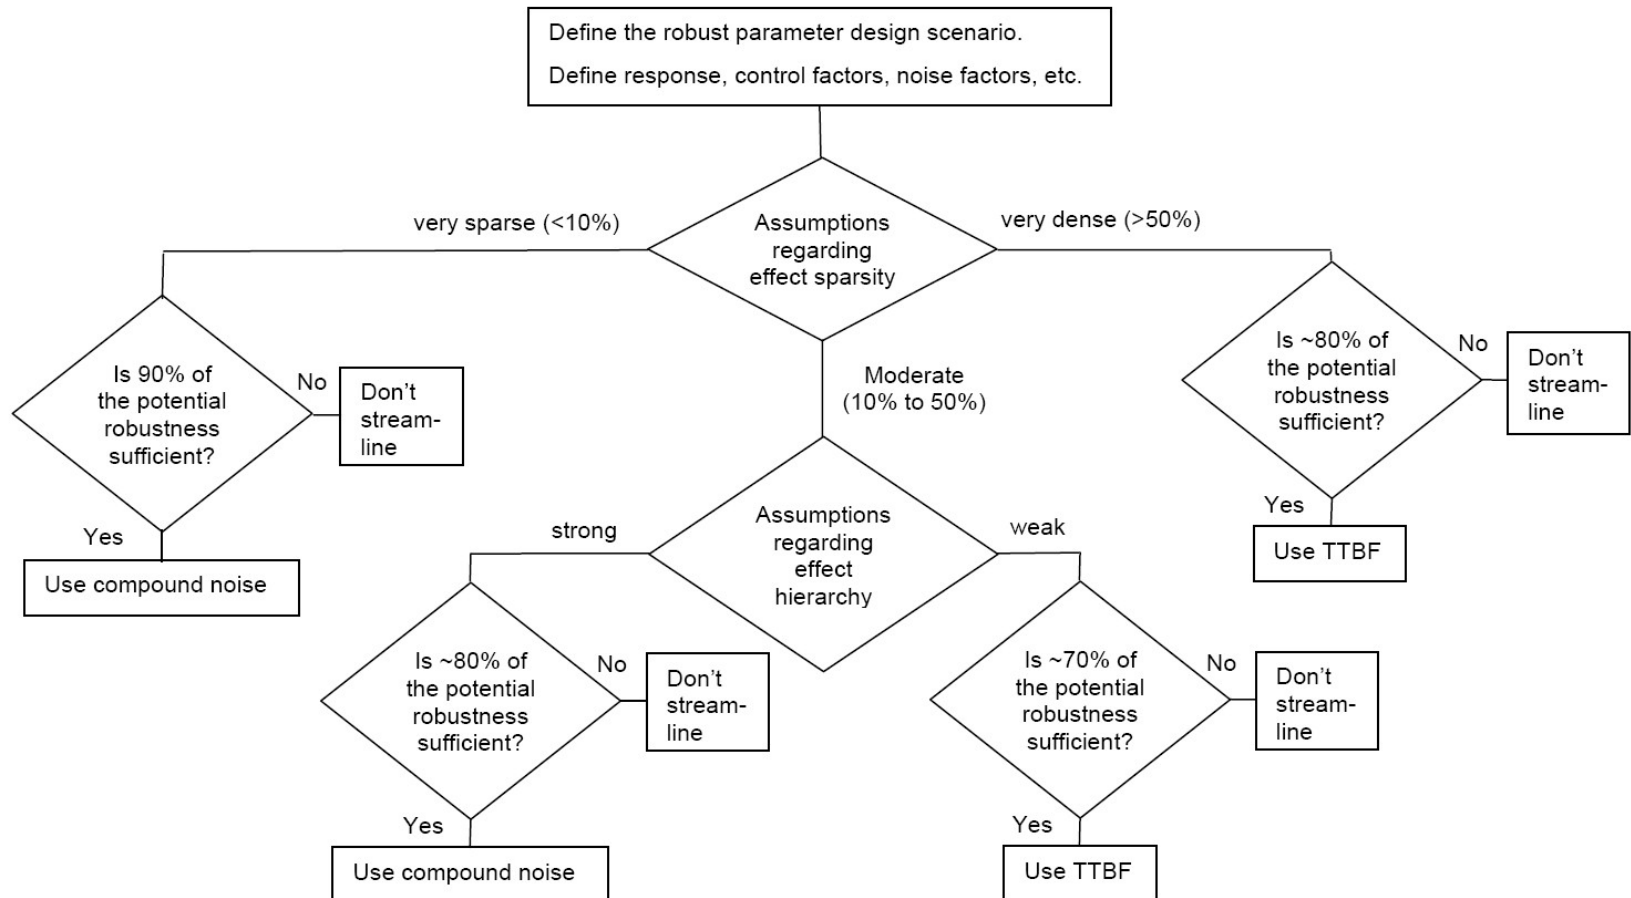 Define the robust parameter design scenario.
Define response, control factors, noise factors, etc.
very sparse (<10%)
Assumptions
regarding
effect sparsity
very dense (>50%)
Is 90% of
the potential
robustness
sufficient?
No
Don't
stream-
line
Yes
Use compound noise
Moderate
(10% to 50%)
Is ~80% of
the potential
robustness
sufficient?
No
Don't
stream-
line
Yes
Use TTBF
strong
Assumptions
regarding
effect
hierarchy
weak
Is ~80% of
the potential
robustness
sufficient?
No
Don't
stream-
line
Yes
Use compound noise
Is ~70% of
the potential
robustness
sufficient?
No
Don't
stream-
line
Yes
Use TTBF